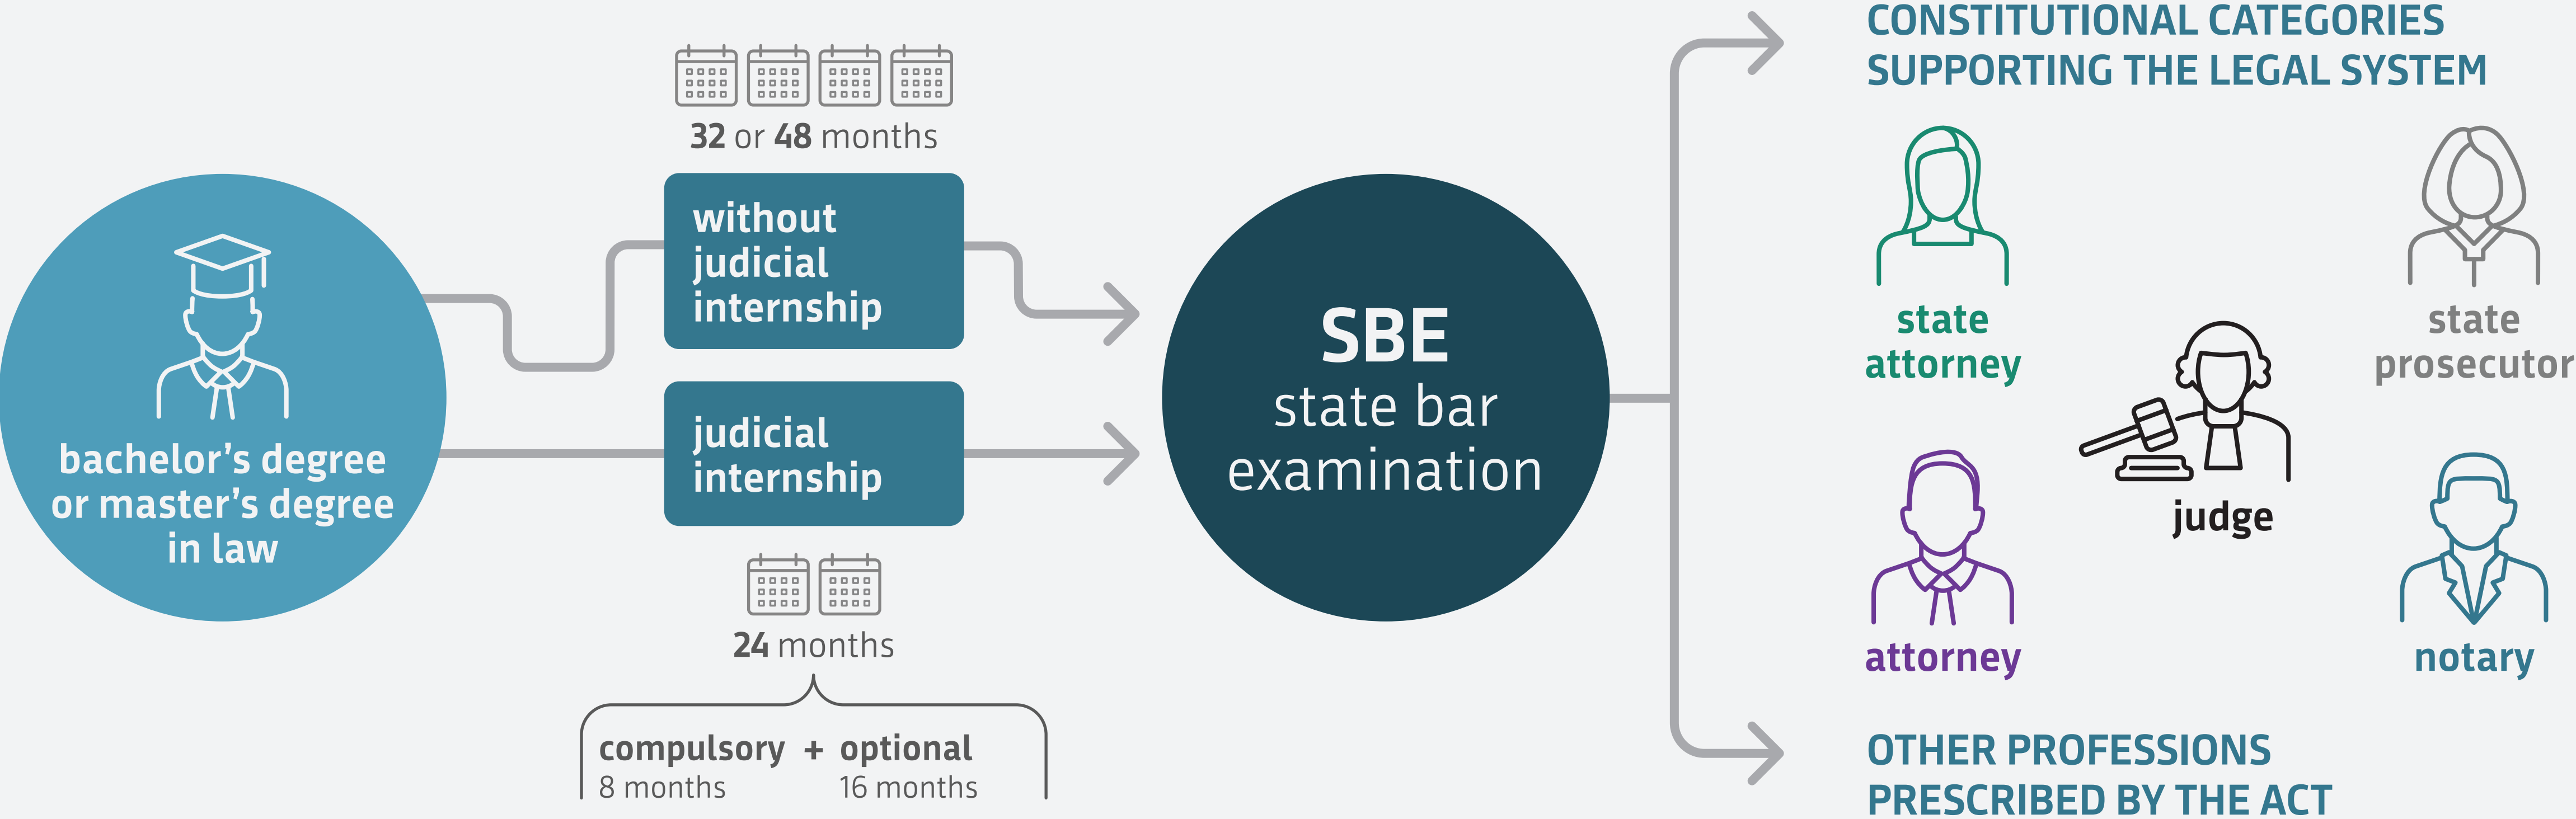 bachelor's degree
or master's degree
in law
32 or 48 months
without
judicial
internship
judicial
internship
24 months
compulsory + optional
8 months 16 months
SBE
state bar
examination
CONSTITUTIONAL CATEGORIES
SUPPORTING THE LEGAL SYSTEM
state
attorney
state
prosecutor
judge
attorney
notary
OTHER PROFESSIONS
PRESCRIBED BY THE ACT